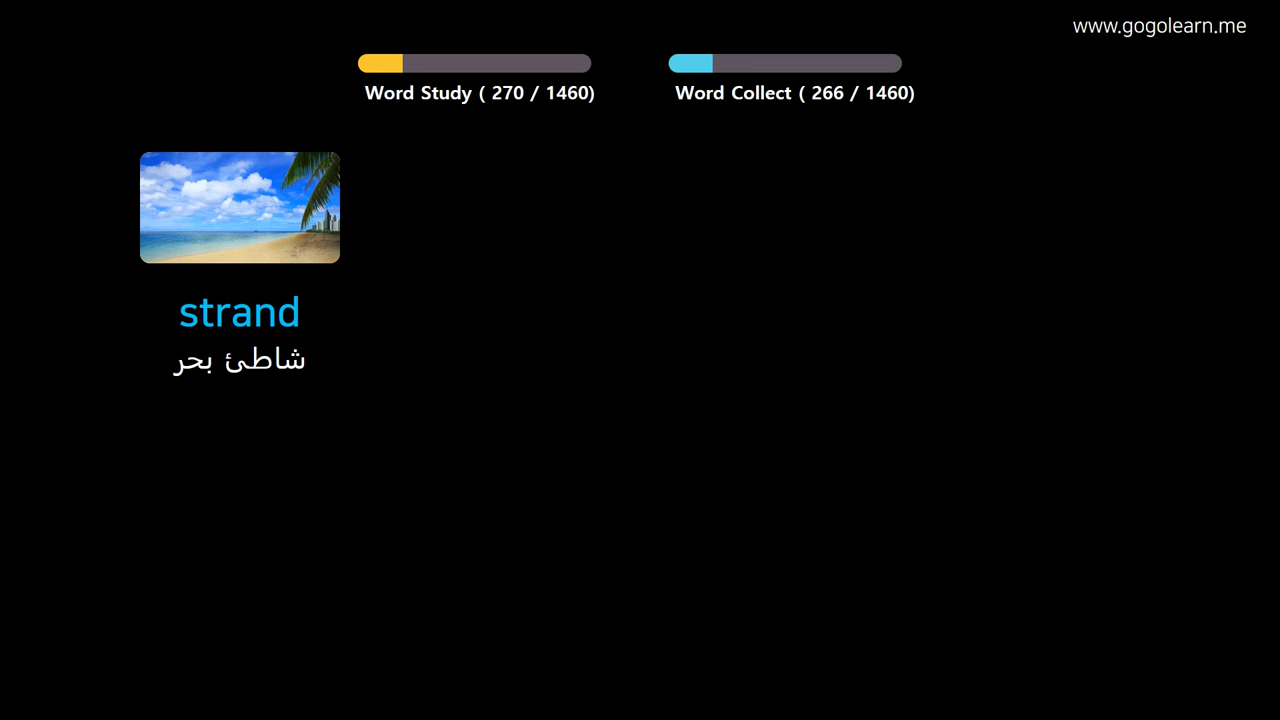 www.gogolearn.me
Word Study ( 270 / 1460)
Word Collect ( 266 / 1460)
strand
شاطئ بحر